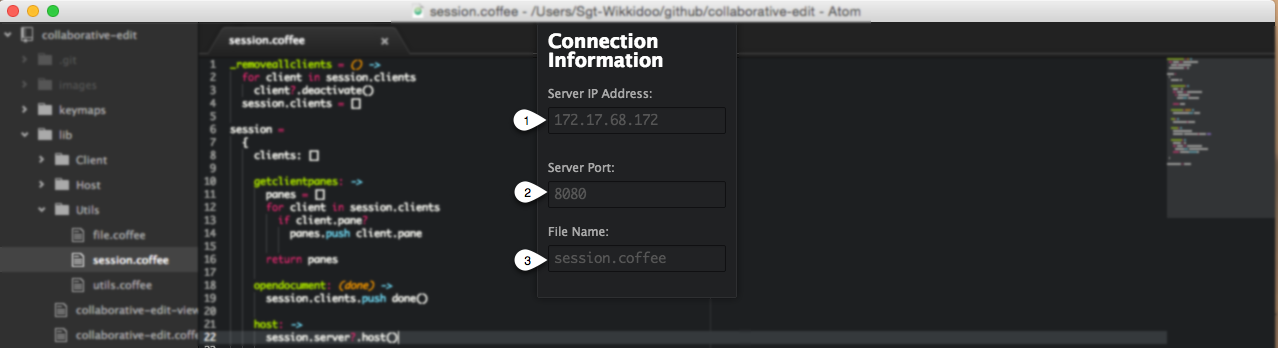 session.coffee - /Users/Sgt-Wikkidoo/github/collaborative-edit - Atom
collaborative-edit
.git
images
keymaps
lib
Client
Host
Utils
file.coffee
session.coffee
utils.coffee
collaborative-edit-view
collaborative-edit.coffe
session.coffee
1 _removeallclients = () ->
2 for client in session.clients
3 client?.deactivate()
4 session.clients = []
5
6 session =
7 {
8 clients: []
9
10 getclientpanes: ->
11 panes = []
12 for client in session.clients
13 if client.pane?
14 panes.push client.pane
15
16 return panes
17
18 opendocument: (done) ->
19 session.clients.push done()
20
21 host: ->
22 session.server?.host()
Connection
Information
Server IP Address:
1 172.17.68.172
Server Port:
2 8080
File Name:
3 session.coffee